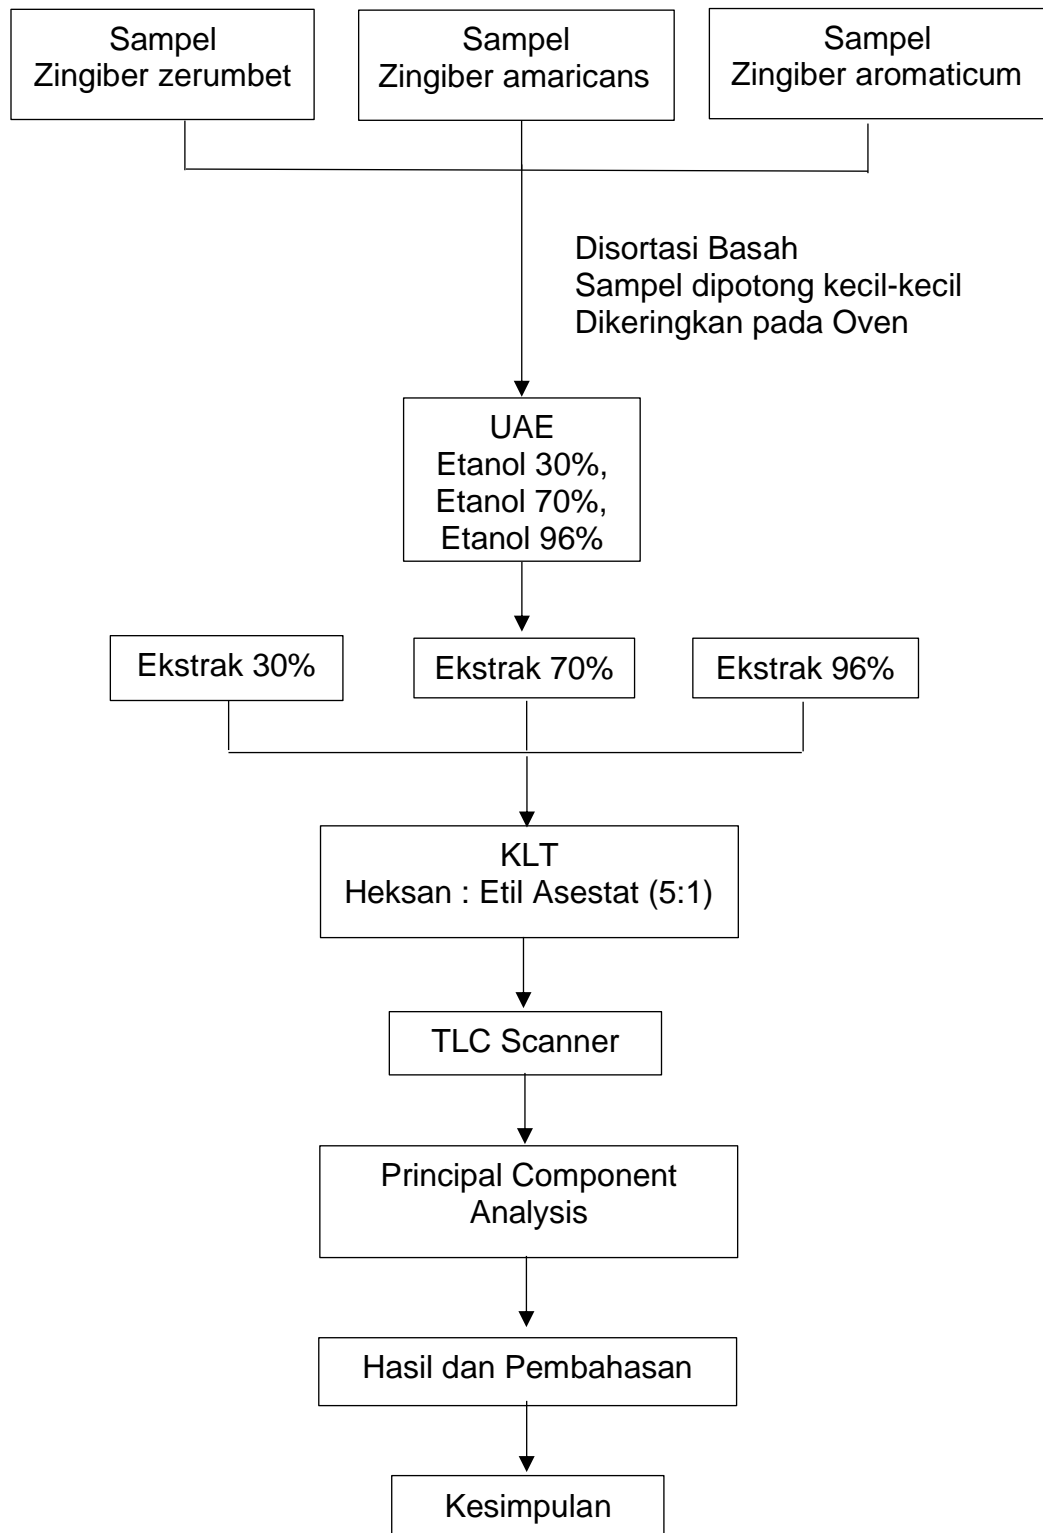 Sampel
Zingiber zerumbet
Sampel
Zingiber amaricans
Sampel
Zingiber aromaticum
Disortasi Basah
Sampel dipotong kecil-kecil
Dikeringkan pada Oven
UAE
Etanol 30%,
Etanol 70%,
Etanol 96%
Ekstrak 30%
Ekstrak 70%
Ekstrak 96%
KLT
Heksan : Etil Asestat (5:1)
TLC Scanner
Principal Component
Analysis
Hasil dan Pembahasan
Kesimpulan